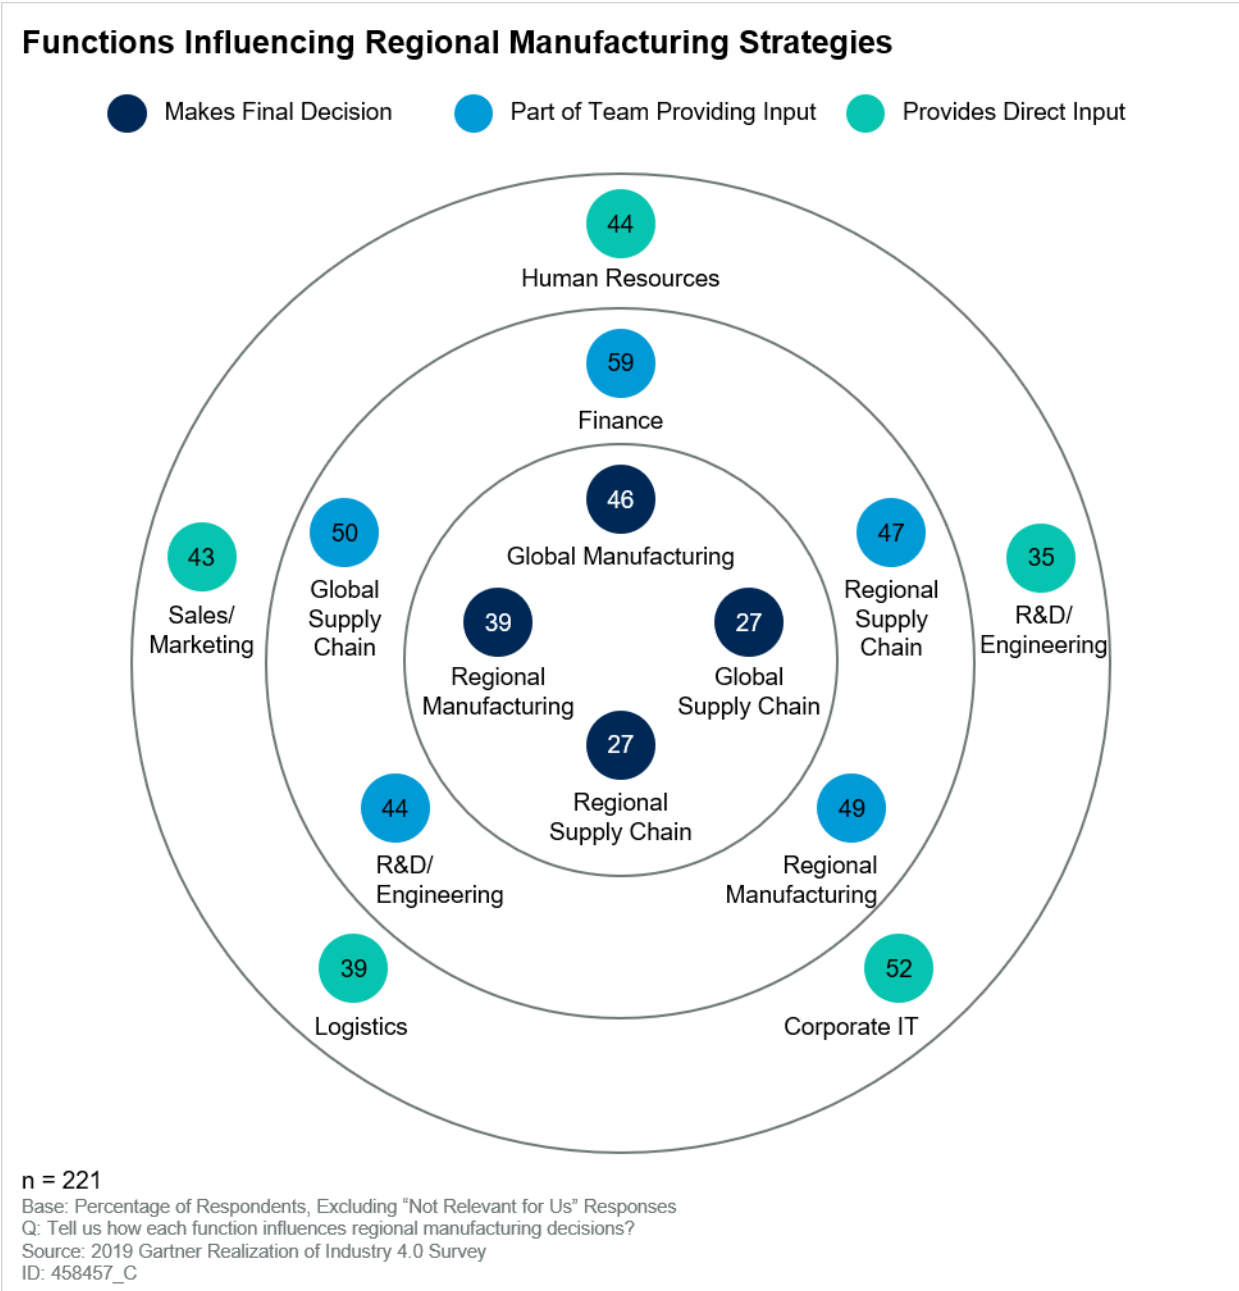 Functions Influencing Regional Manufacturing Strategies
Makes Final Decision
Part of Team Providing Input
Provides Direct Input
44
Human Resources
59
Finance
46
Global Manufacturing
50
Global
Supply
Chain
47
Regional
Supply
Chain
43
Sales/
Marketing
35
R&D/
Engineering
39
Regional
Manufacturing
27
Global
Supply Chain
27
Regional
Supply Chain
44
R&D/
Engineering
49
Regional
Manufacturing
39
Logistics
52
Corporate IT
n = 221
Base: Percentage of Respondents, Excluding “Not Relevant for Us” Responses
Q: Tell us how each function influences regional manufacturing decisions?
Source: 2019 Gartner Realization of Industry 4.0 Survey
ID: 458457_C